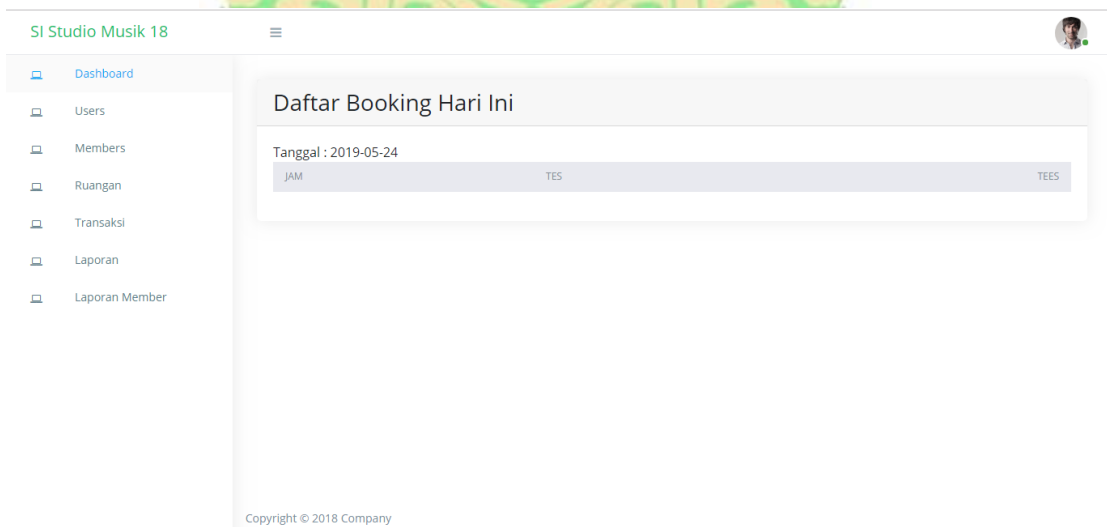 SI Studio Musik 18
Dashboard
Users
Members
Ruangan
Transaksi
Laporan
Laporan Member
Daftar Booking Hari Ini
Tanggal : 2019-05-24
JAM TES TEES
Copyright © 2018 Company